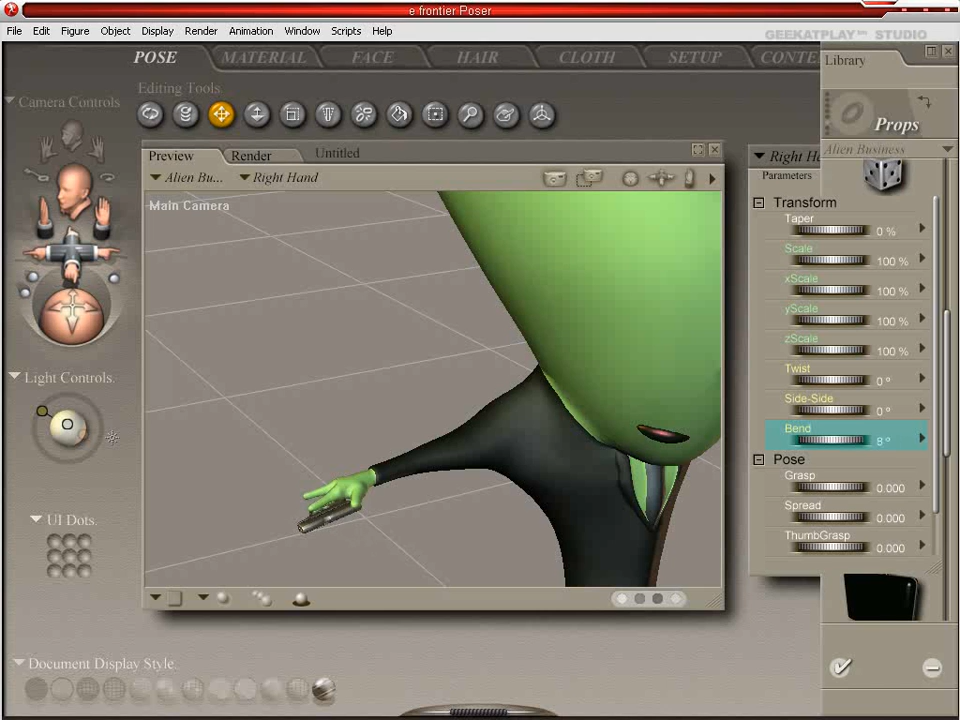 e frontier Poser
File Edit Figure Object Display Render Animation Window Scripts Help
GEEKATPLAY STUDIO
POSE MATERIAL FACE HAIR CLOTH SETUP CONTE
Library
Camera Controls
Editing Tools.
Props
Alien Business
Preview Render Untitled
Right Ha
Alien Bu... Right Hand
Parameters
Main Camera
Transform
Taper
0 %
Scale
100 %
xScale
100 %
yScale
100 %
zScale
100 %
Twist
0 °
Side-Side
0 °
Bend
8 °
Pose
Grasp
0.000
Spread
0.000
ThumbGrasp
0.000
Light Controls.
UI Dots.
Document Display Style.